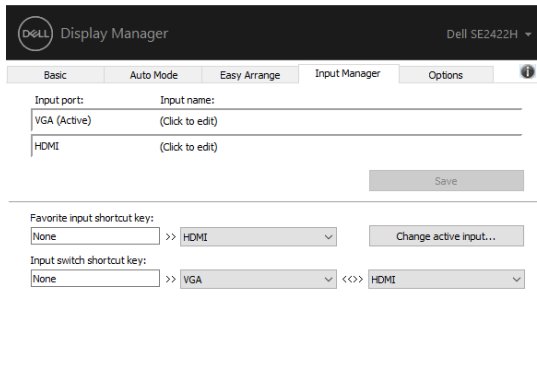 DELL Display Manager Dell SE2422H
Basic Auto Mode Easy Arrange Input Manager Options
Input port: Input name:
VGA (Active) (Click to edit)
HDMI (Click to edit)
Save
Favorite input shortcut key:
None >> HDMI Change active input...
Input switch shortcut key:
None >> VGA <<>> HDMI